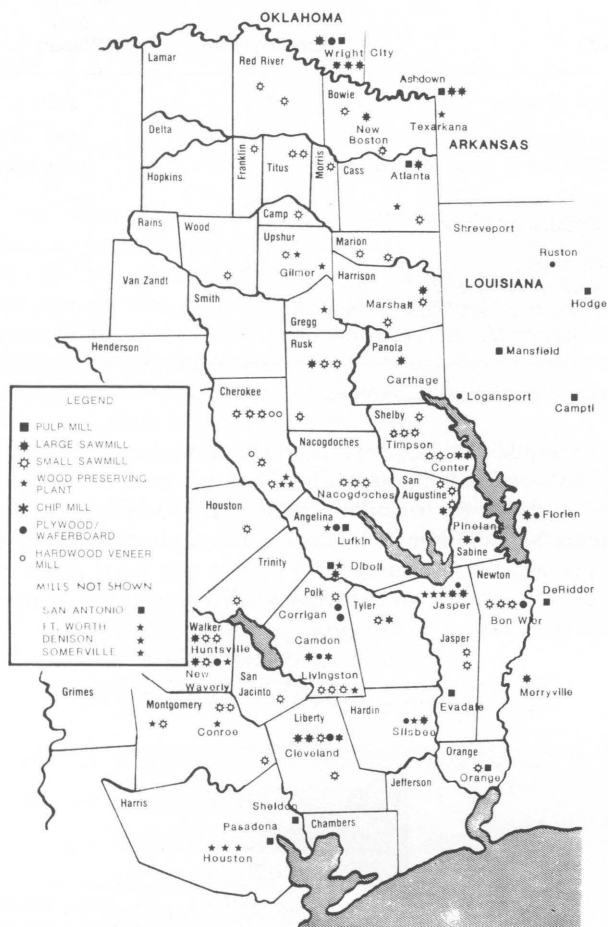 OKLAHOMA
Wright City
Lamar
Red River
Ashdown
Bowie
New
Boston
Texarkana
ARKANSAS
Delta
Hopkins
Franklin
Titus
Morris
Cass
Atlanta
Rains
Wood
Camp
Upshur
Gilmer
Marion
Harrison
Shreveport
Ruston
Van Zandt
Smith
Marshall
LOUISIANA
Hodge
Gregg
Henderson
Rusk
Panola
Carthage
Mansfield
Logansport
Campti
LEGEND
PULP MILL
LARGE SAWMILL
SMALL SAWMILL
WOOD PRESERVING
PLANT
CHIP MILL
PLYWOOD/
WAFERBOARD
HARDWOOD VENEER
MILL
MILLS NOT SHOWN
SAN ANTONIO
FT. WORTH
DENISON
SOMERVILLE
Cherokee
Shelby
Timpson
Center
Nacogdoches
Nacogdoches
San
Augustine
Houston
Angelina
Lufkin
Pineland
Sabine
Florien
Trinity
Diboll
Newton
DeRiddor
Polk
Corrigan
Tyler
Jasper
Bon Wier
Walker
Huntsville
Camdon
Jasper
New
Waverly
San
Jacinto
Livingston
Morryville
Grimes
Montgomery
Conroe
Liberty
Cleveland
Hardin
Silsbee
Evadale
Orange
Orange
Jefferson
Harris
Sheldon
Pasadona
Chambers
Houston